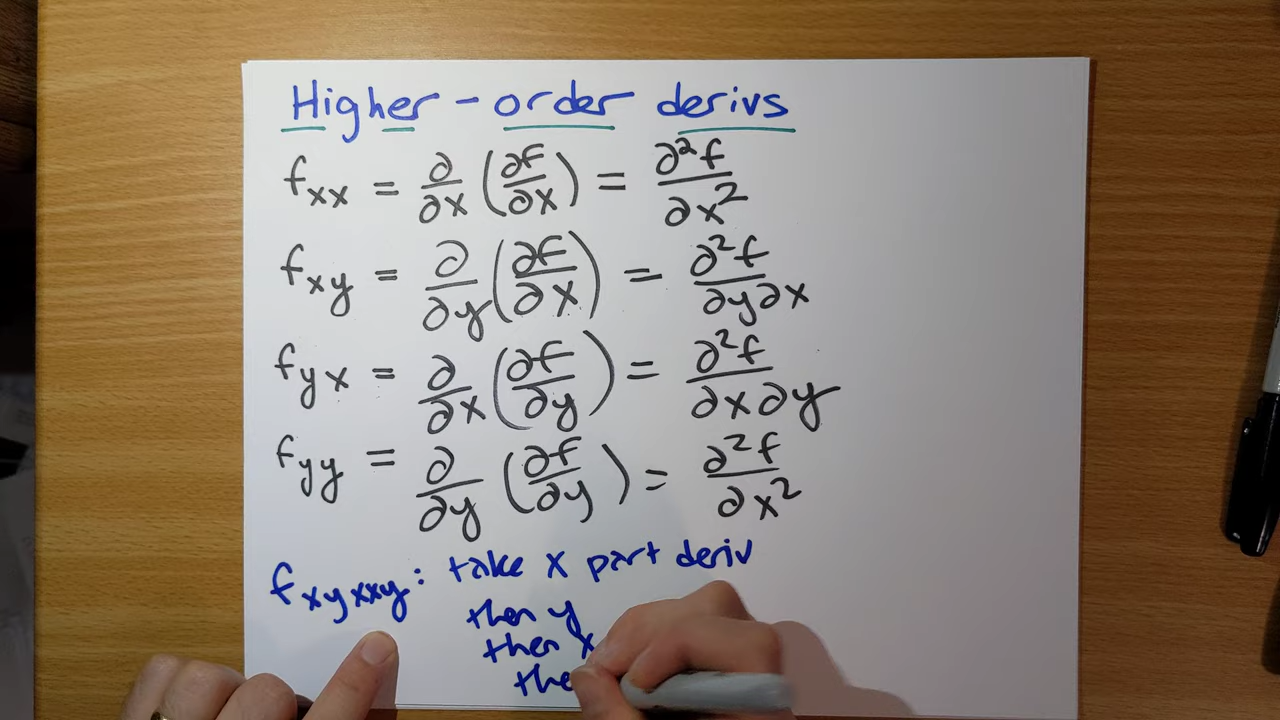 Higher-order derivs
fxx = ∂/∂x (∂f/∂x) = ∂²f/∂x²
fxy = ∂/∂y (∂f/∂x) = ∂²f/∂y∂x
fyx = ∂/∂x (∂f/∂y) = ∂²f/∂x∂y
fyy = ∂/∂y (∂f/∂y) = ∂²f/∂x²
fxyxxy: take x part deriv
then y
then x
the